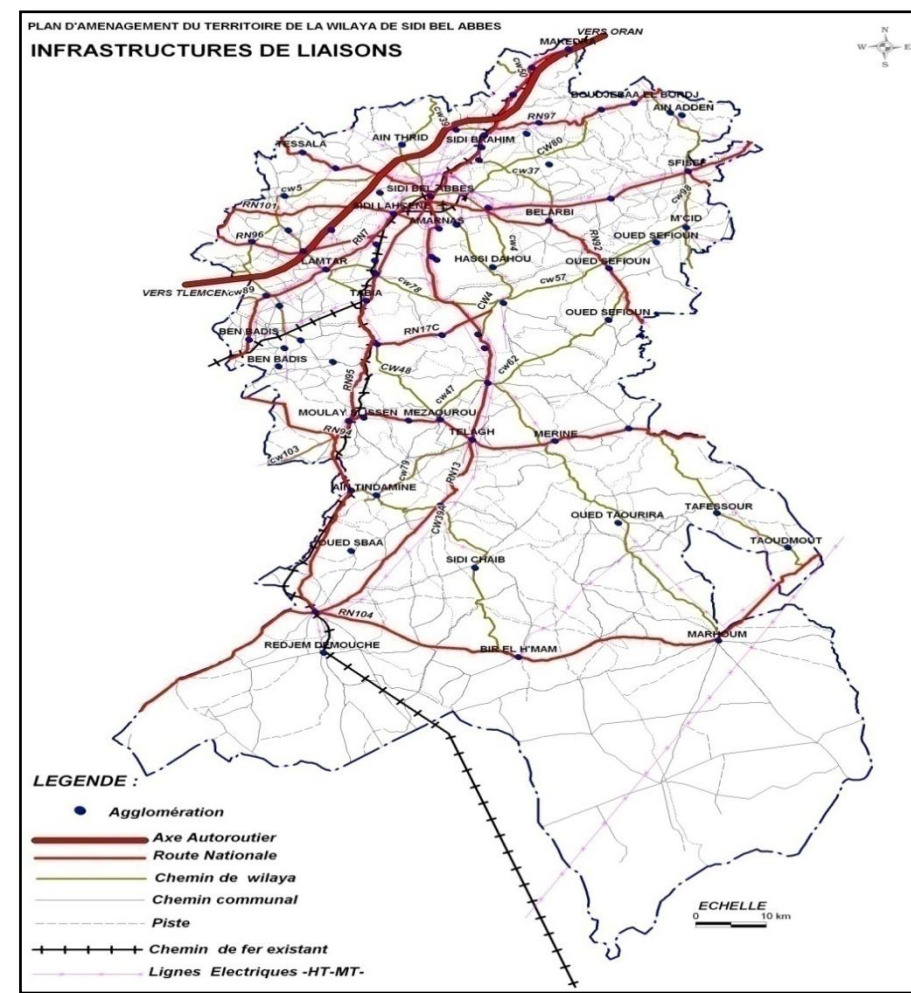 PLAN D'AMENAGEMENT DU TERRITOIRE DE LA WILAYA DE SIDI BEL ABBES
INFRASTRUCTURES DE LIAISONS
N
W E
S
VERS ORAN
MAKEDRA
cw50
BOUDJEBAA EL BORDJ
AIN ADDEN
cw39
RN97
AIN THRID
SIDI BRAHIM
CW80
TESSALA
SFISEF
cw37
cw5
SIDI BEL ABBES
cw98
RN101
SIDI LAHSENE
BELARBI
M'CID
AMARNAS
RN96
RN7
cw4
RN92
OUED SEFIOUN
LAMTAR
HASSI DAHOU
OUED SEFIOUN
cw57
VERS TLEMCEN
cw89
cw78
TABIA
CW4
OUED SEFIOUN
BEN BADIS
RN17C
BEN BADIS
CW48
cw62
RN95
cw47
MOULAY SLISSEN
MEZAOUROU
RN94
TELAGH
MERINE
cw103
cw79
RN13
AIN TINDAMINE
CW39A
OUED TAOURIRA
TAFESSOUR
OUED SBAA
TAOUDMOUT
SIDI CHAIB
RN104
MARHOUM
REDJEM DEMOUCHE
BIR EL H'MAM
LEGENDE :
Agglomération
Axe Autoroutier
Route Nationale
Chemin de wilaya
Chemin communal
Piste
Chemin de fer existant
Lignes Electriques -HT-MT-
ECHELLE
0 10 km